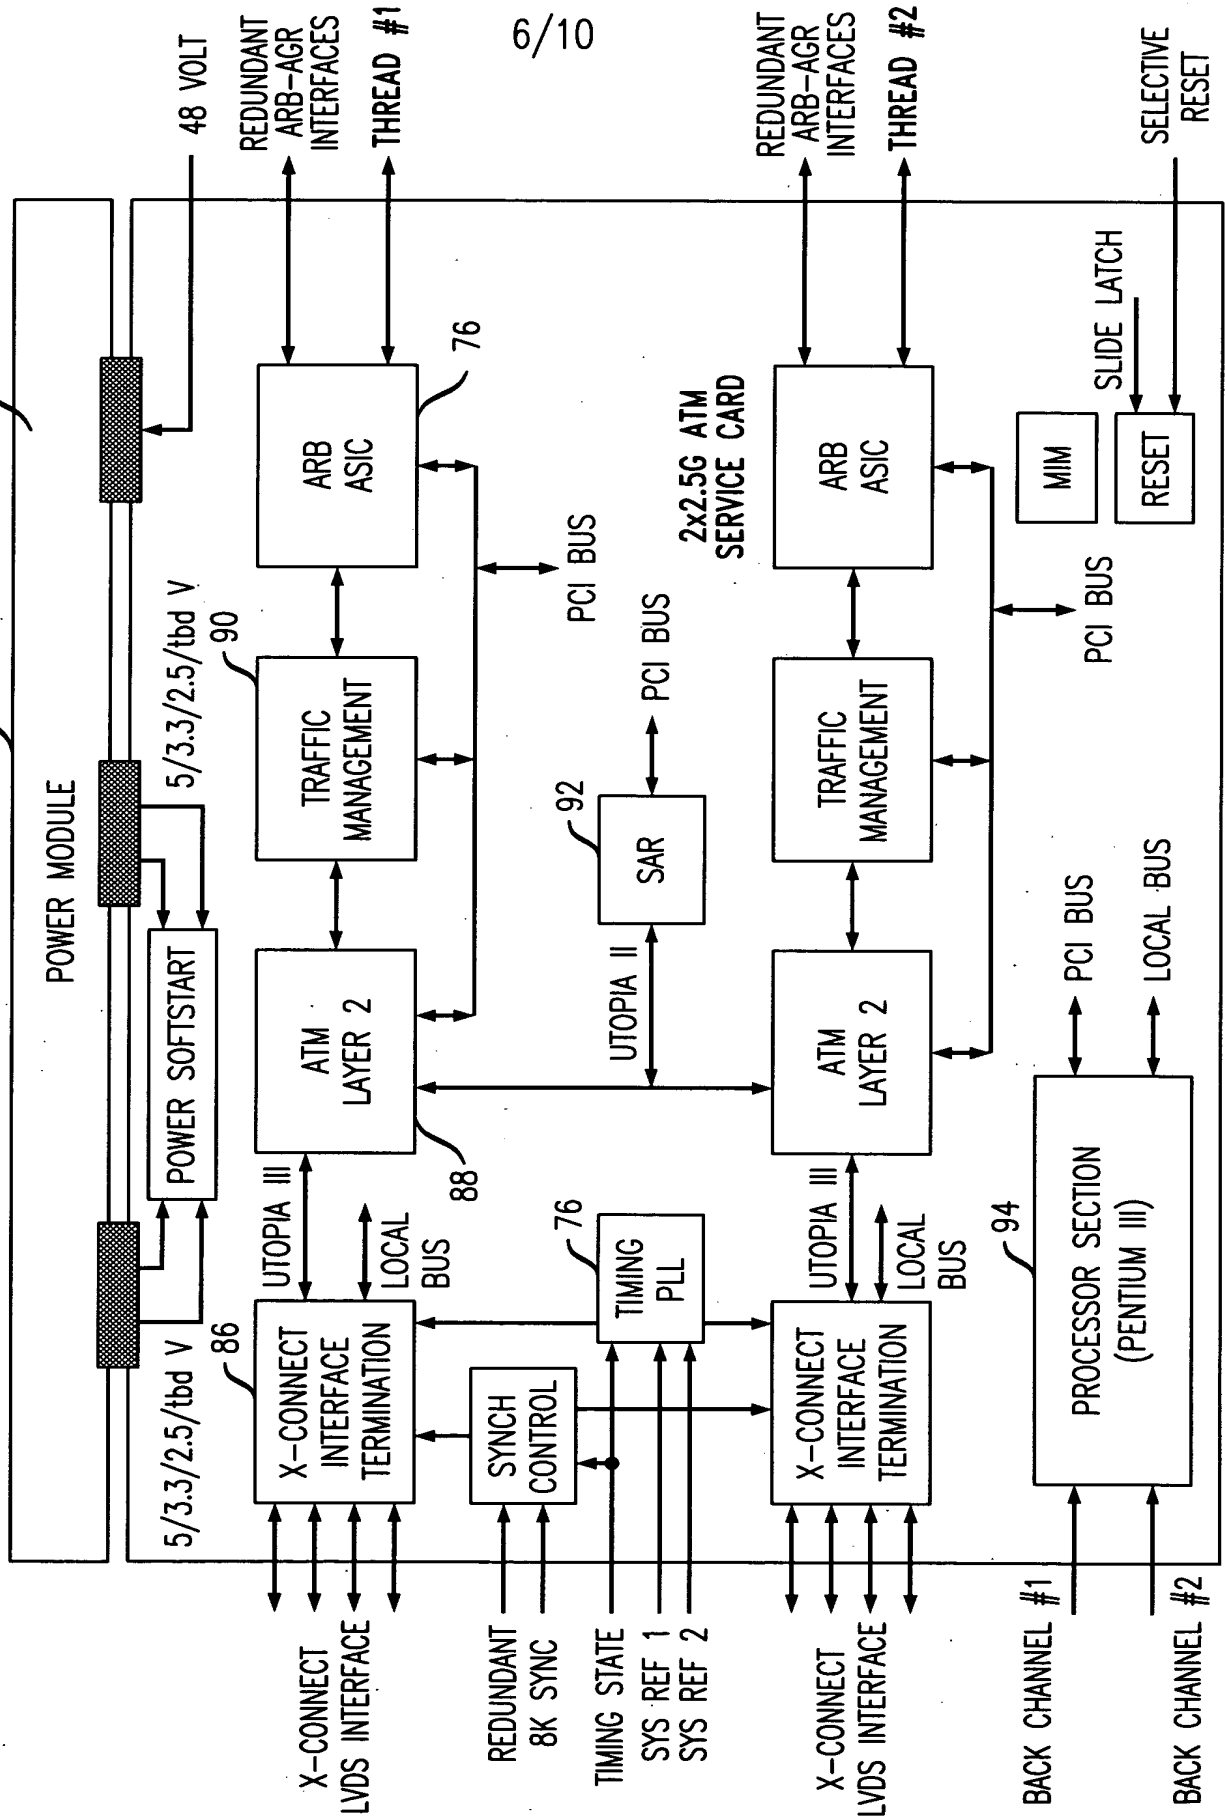 6/10
POWER MODULE
5/3.3/2.5/tbd V
POWER SOFTSTART
5/3.3/2.5/tbd V
48 VOLT
X-CONNECT
LVDS INTERFACE
86
X-CONNECT
INTERFACE
TERMINATION
UTOPIA III
LOCAL
BUS
ATM
LAYER 2
88
90
TRAFFIC
MANAGEMENT
ARB
ASIC
76
REDUNDANT
ARB-AGR
INTERFACES
THREAD #1
PCI BUS
REDUNDANT
8K SYNC
SYNCH
CONTROL
TIMING STATE
SYS REF 1
SYS REF 2
76
TIMING
PLL
UTOPIA II
92
SAR
PCI BUS
2x2.5G ATM
SERVICE CARD
X-CONNECT
LVDS INTERFACE
X-CONNECT
INTERFACE
TERMINATION
UTOPIA III
LOCAL
BUS
ATM
LAYER 2
TRAFFIC
MANAGEMENT
ARB
ASIC
REDUNDANT
ARB-AGR
INTERFACES
THREAD #2
PCI BUS
BACK CHANNEL #1
BACK CHANNEL #2
94
PROCESSOR SECTION
(PENTIUM III)
PCI BUS
LOCAL BUS
MIM
RESET
SLIDE LATCH
SELECTIVE
RESET